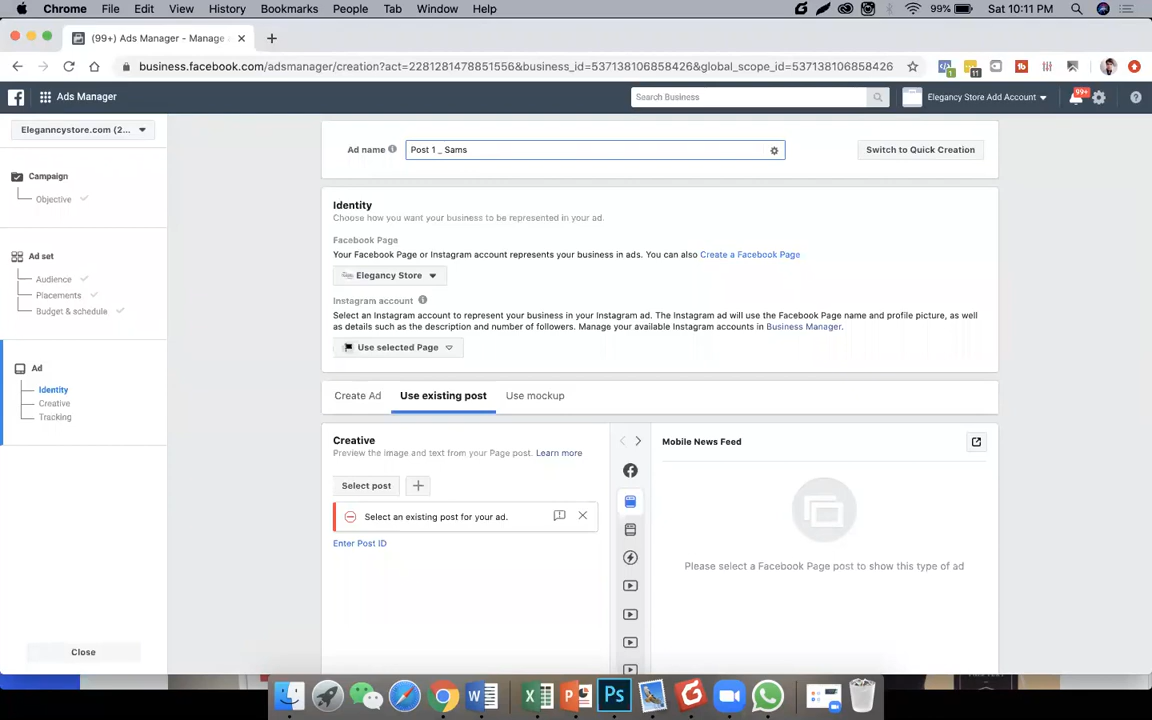 Chrome File Edit View History Bookmarks People Tab Window Help 99% Sat 10:11 PM
(99+) Ads Manager - Manage
business.facebook.com/adsmanager/creation?act=2281281478851556&business_id=537138106858426&global_scope_id=537138106858426
1 11
Ads Manager Search Business Elegancy Store Add Account 99+
Eleganncystore.com (2...
Ad name Post 1 _ Sams Switch to Quick Creation
Campaign
Objective
Ad set
Audience
Placements
Budget & schedule
Ad
Identity
Creative
Tracking
Close
Identity
Choose how you want your business to be represented in your ad.
Facebook Page
Your Facebook Page or Instagram account represents your business in ads. You can also Create a Facebook Page
Elegancy Store
Instagram account
Select an Instagram account to represent your business in your Instagram ad. The Instagram ad will use the Facebook Page name and profile picture, as well
as details such as the description and number of followers. Manage your available Instagram accounts in Business Manager.
Use selected Page
Create Ad Use existing post Use mockup
Creative
Preview the image and text from your Page post. Learn more
Select post +
Select an existing post for your ad.
Enter Post ID
Mobile News Feed
Please select a Facebook Page post to show this type of ad